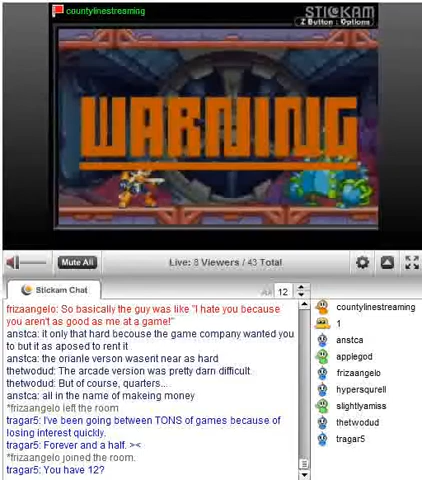 countylinestreaming
STICKAM
Z Button : Options
WARNING
Mute All
Live: 8 Viewers / 43 Total
Stickam Chat
AA 12
frizaangelo: So basically the guy was like "I hate you because
you aren't as good as me at a game!"
anstca: it only that hard becouse the game company wanted you
to but it as aposed to rent it
anstca: the orianle verson wasent near as hard
thetwodud: The arcade version was pretty darn difficult.
thetwodud: But of course, quarters...
anstca: all in the name of makeing money
*frizaangelo left the room
tragar5: I've been going between TONS of games because of
losing interest quickly.
tragar5: Forever and a half. ><
*frizaangelo joined the room.
tragar5: You have 12?
countylinestreaming
1
anstca
applegod
frizaangelo
hypersqurell
slightlyamiss
thetwodud
tragar5